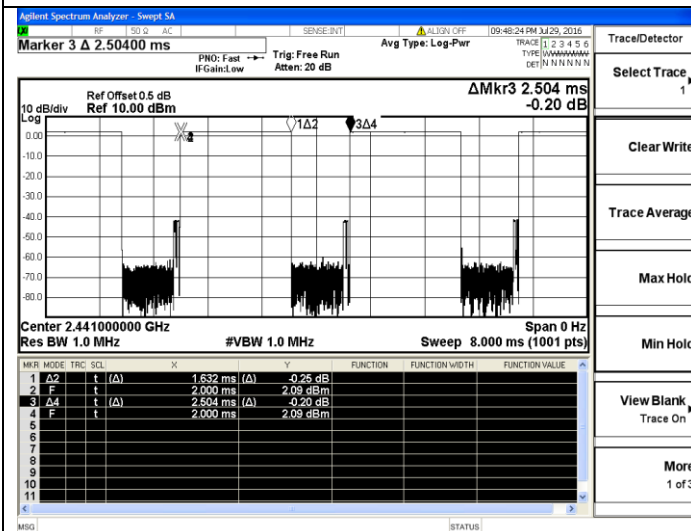 Agilent Spectrum Analyzer - Swept SA
LXI RF 50 Ω AC SENSE:INT ALIGN OFF 09:48:24 PM Jul 29, 2016
Marker 3 Δ 2.50400 ms
PNO: Fast Trig: Free Run
IFGain:Low Atten: 20 dB
Avg Type: Log-Pwr
TRACE 1 2 3 4 5 6
TYPE WWWWWW
DET N N N N N N
Trace/Detector
Select Trace
1
Clear Write
Trace Average
Max Hold
Min Hold
View Blank
Trace On
More
1 of 3
Ref Offset 0.5 dB
10 dB/div Ref 10.00 dBm
ΔMkr3 2.504 ms
-0.20 dB
Log
1Δ2 3Δ4
0.00
-10.0
-20.0
-30.0
-40.0
-50.0
-60.0
-70.0
-80.0
Center 2.441000000 GHz Span 0 Hz
Res BW 1.0 MHz #VBW 1.0 MHz Sweep 8.000 ms (1001 pts)
MKR MODE TRC SCL X Y FUNCTION FUNCTION WIDTH FUNCTION VALUE
1 Δ2 t (Δ) 1.632 ms (Δ) -0.25 dB
2 F t 2.000 ms 2.09 dBm
3 Δ4 t (Δ) 2.504 ms (Δ) -0.20 dB
4 F t 2.000 ms 2.09 dBm
5
6
7
8
9
10
11
MSG STATUS